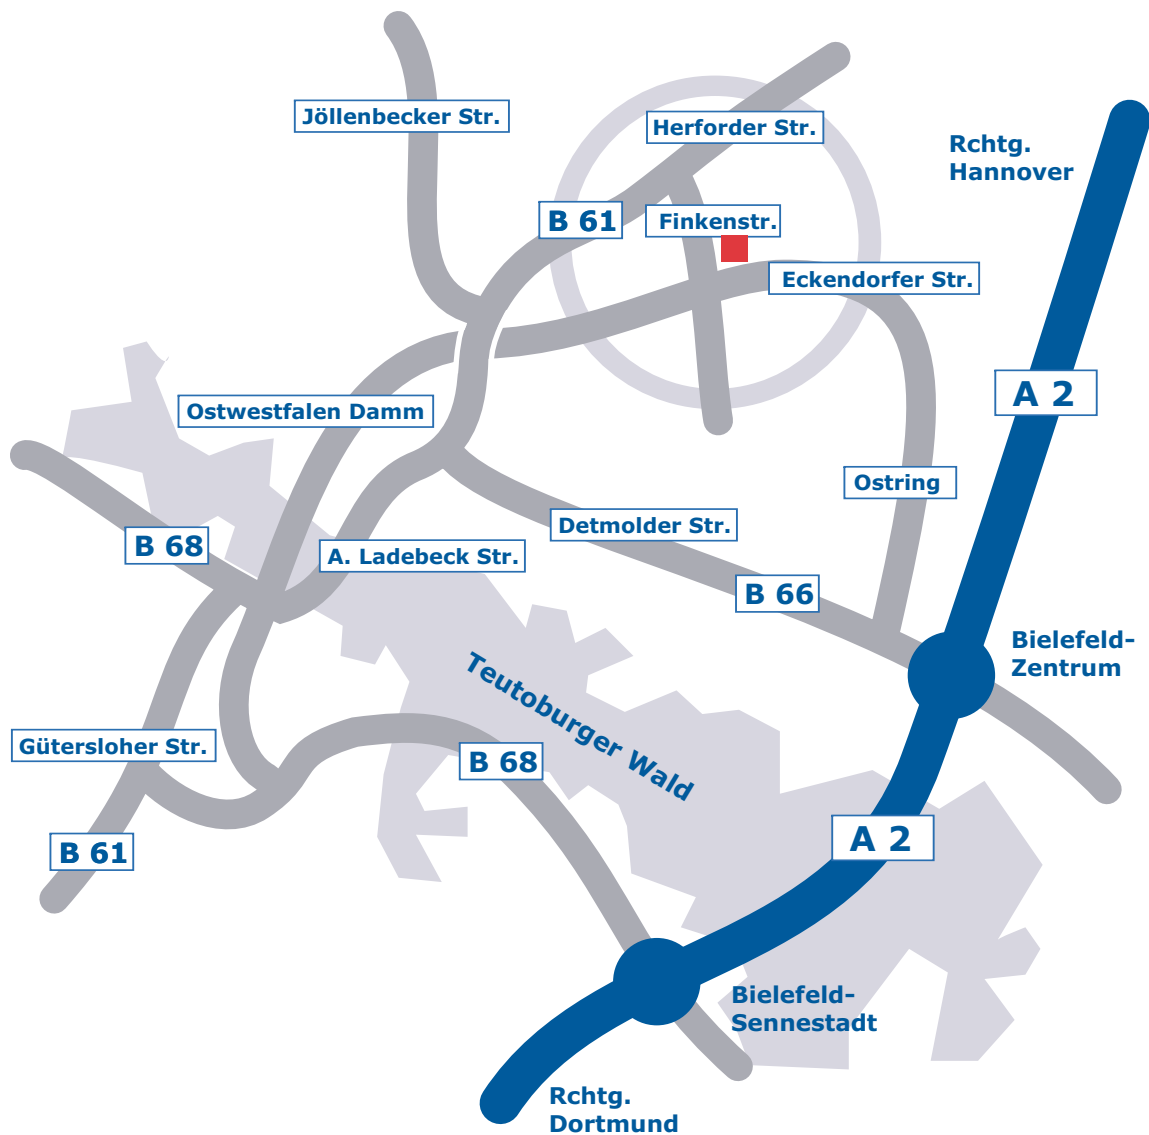 Jöllenbecker Str.
Herforder Str.
Rchtg.
Hannover
B 61
Finkenstr.
Eckendorfer Str.
A 2
Ostwestfalen Damm
Ostring
Detmolder Str.
B 68
A. Ladebeck Str.
B 66
Bielefeld-
Zentrum
Teutoburger Wald
Gütersloher Str.
B 68
A 2
B 61
Bielefeld-
Sennestadt
Rchtg.
Dortmund